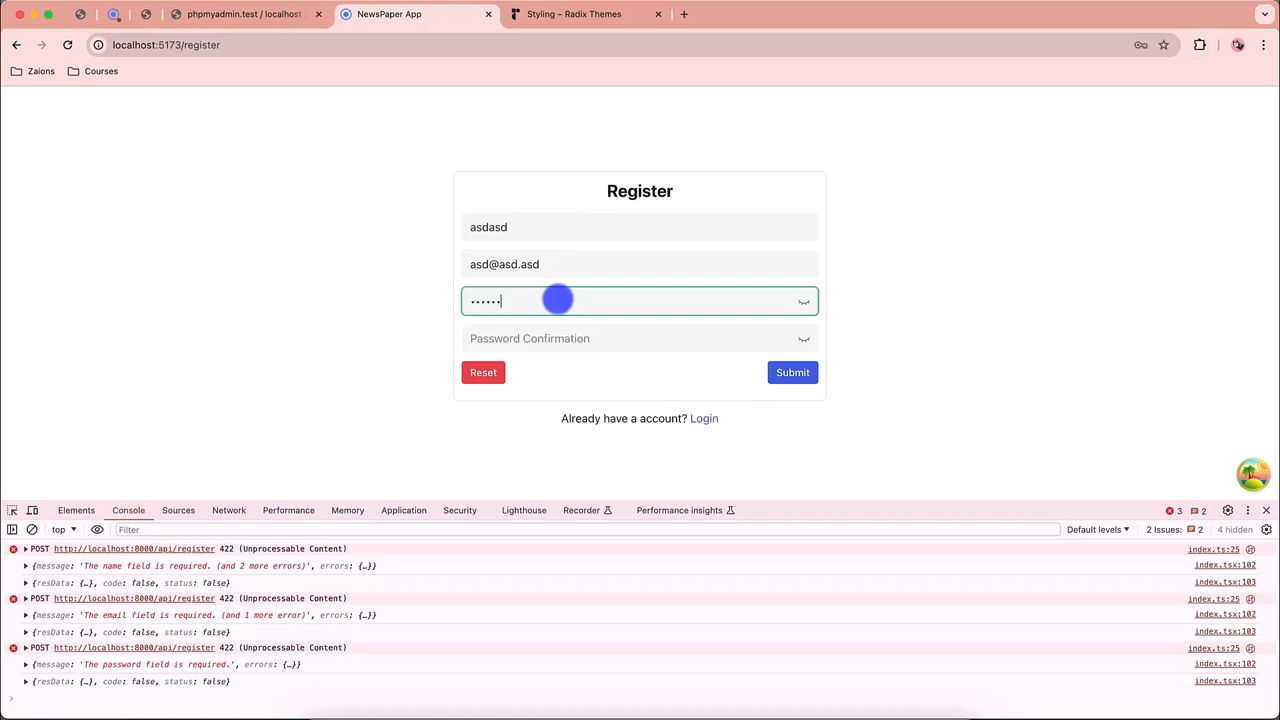 phpmyadmin.test / localhost
NewsPaper App
Styling – Radix Themes
localhost:5173/register
Zaions
Courses
Register
asdasd
asd@asd.asd
••••••
Password Confirmation
Reset
Submit
Already have a account? Login
Elements
Console
Sources
Network
Performance
Memory
Application
Security
Lighthouse
Recorder
Performance insights
3
2
top
Filter
Default levels
2 Issues:
2
4 hidden
POST http://localhost:8000/api/register 422 (Unprocessable Content)
index.ts:25
{message: 'The name field is required. (and 2 more errors)', errors: {…}}
index.tsx:102
{resData: {…}, code: false, status: false}
index.tsx:103
POST http://localhost:8000/api/register 422 (Unprocessable Content)
index.ts:25
{message: 'The email field is required. (and 1 more error)', errors: {…}}
index.tsx:102
{resData: {…}, code: false, status: false}
index.tsx:103
POST http://localhost:8000/api/register 422 (Unprocessable Content)
index.ts:25
{message: 'The password field is required.', errors: {…}}
index.tsx:102
{resData: {…}, code: false, status: false}
index.tsx:103